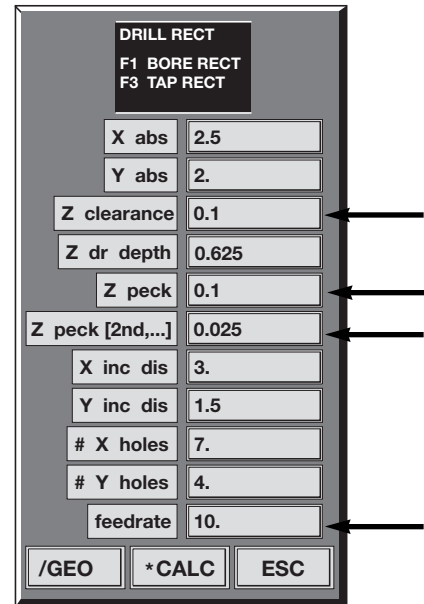 DRILL RECT
F1 BORE RECT
F3 TAP RECT
X abs 2.5
Y abs 2.
Z clearance 0.1
Z dr depth 0.625
Z peck 0.1
Z peck [2nd,...] 0.025
X inc dis 3.
Y inc dis 1.5
# X holes 7.
# Y holes 4.
feedrate 10.
/GEO *CALC ESC